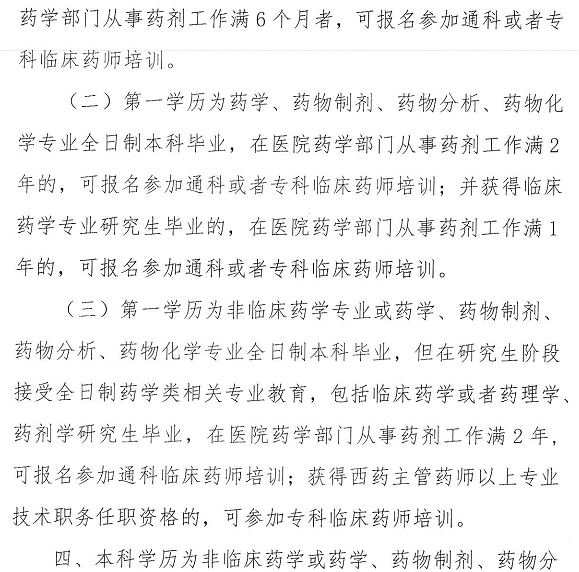 药学部门从事药剂工作满6个月者，可报名参加通科或者专
科临床药师培训。
（二）第一学历为药学、药物制剂、药物分析、药物化
学专业全日制本科毕业，在医院药学部门从事药剂工作满2
年的，可报名参加通科或者专科临床药师培训；并获得临床
药学专业研究生毕业的，在医院药学部门从事药剂工作满1
年的，可报名参加通科或者专科临床药师培训。
（三）第一学历为非临床药学专业或药学、药物制剂、
药物分析、药物化学专业全日制本科毕业，但在研究生阶段
接受全日制药学类相关专业教育，包括临床药学或者药理学、
药剂学研究生毕业，在医院药学部门从事药剂工作满2年，
可报名参加通科临床药师培训；获得西药主管药师以上专业
技术职务任职资格的，可参加专科临床药师培训。
四、本科学历为非临床药学或药学、药物制剂、药物分